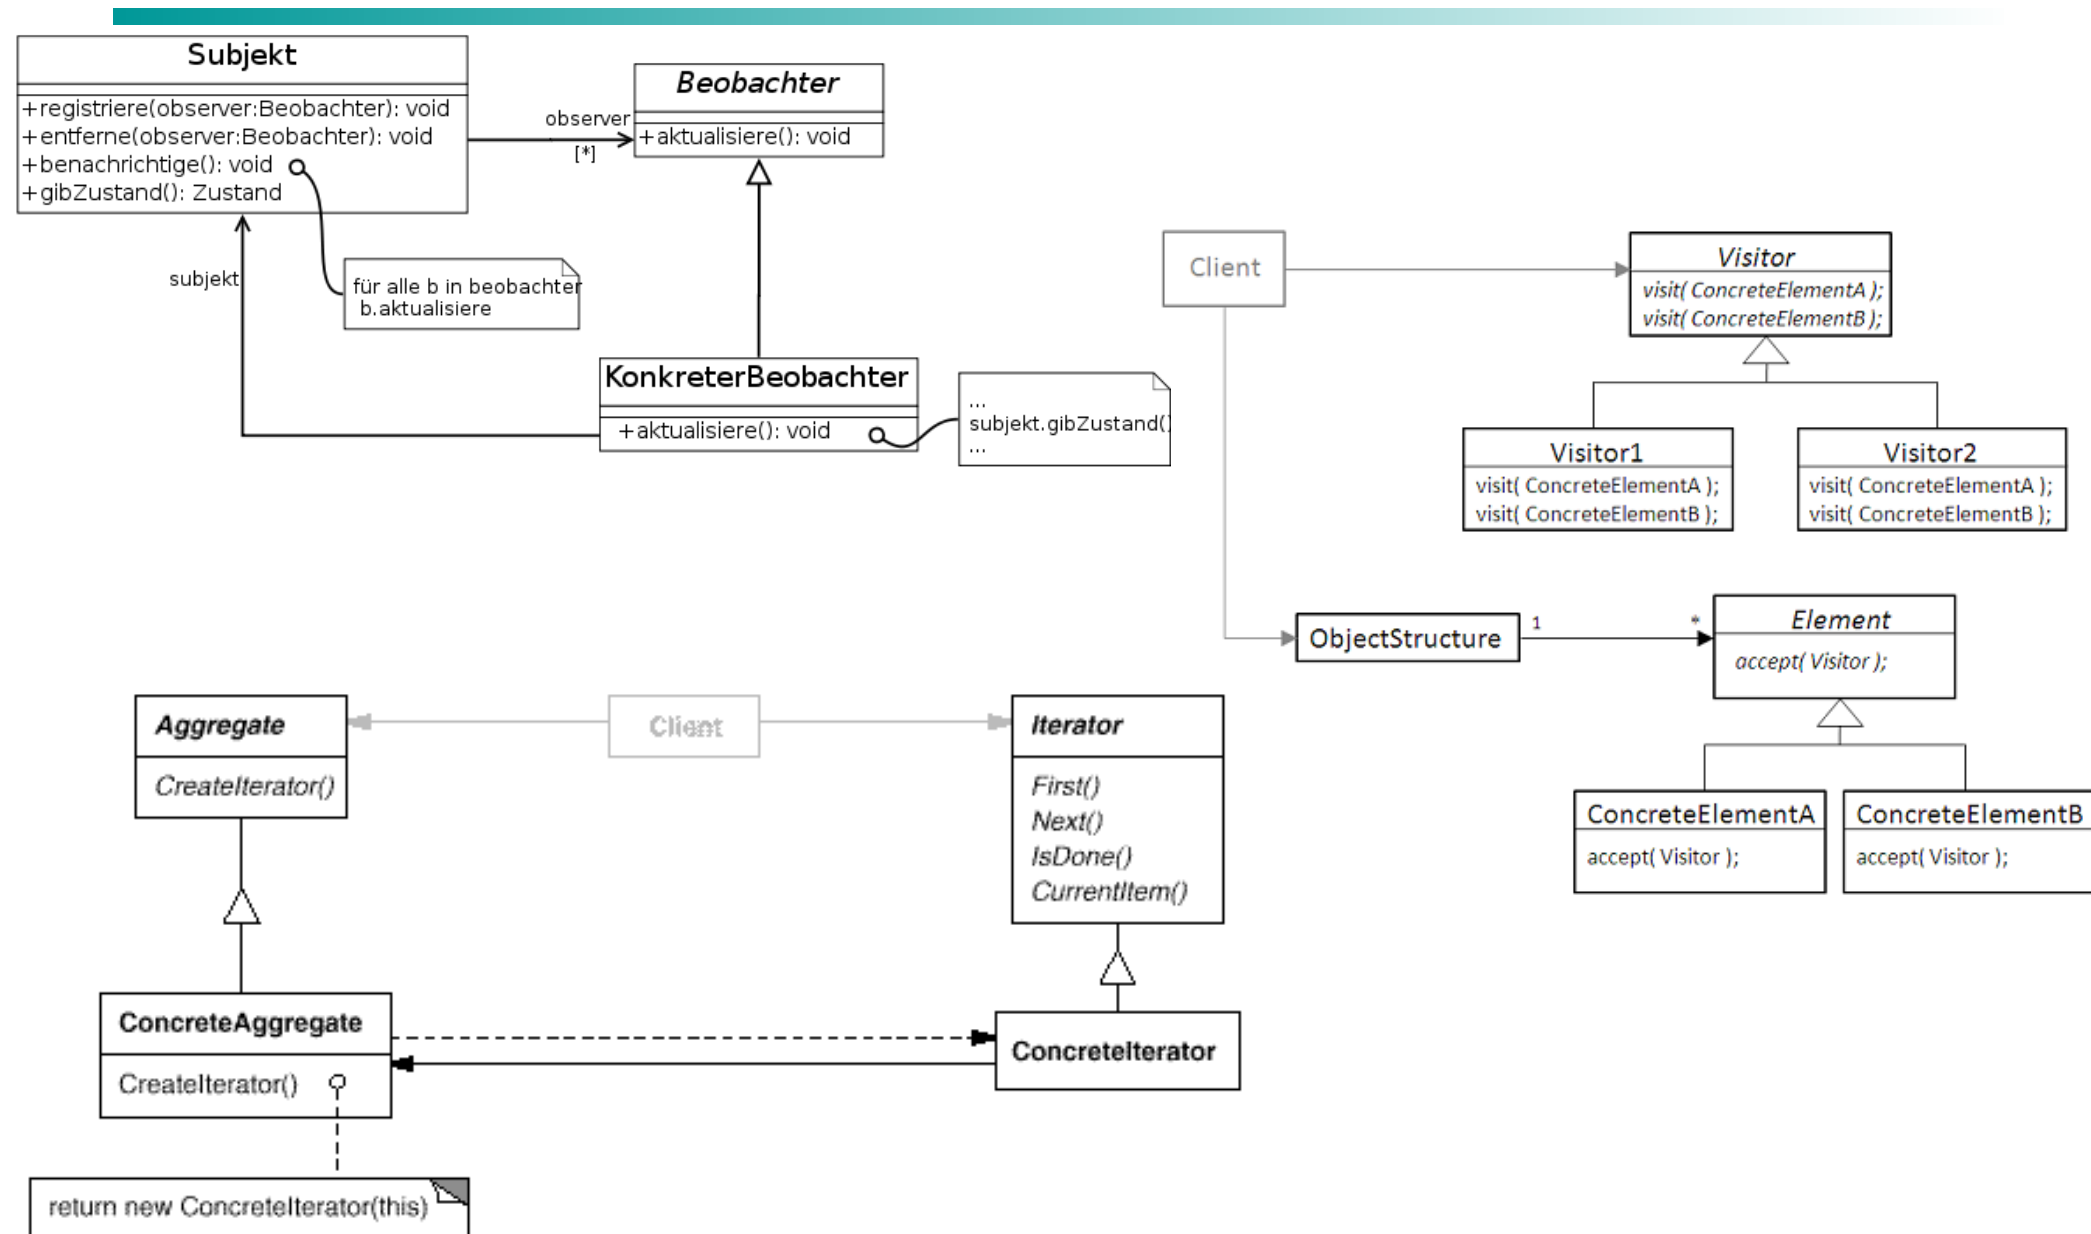 Subjekt
+registriere(observer:Beobachter): void
+entferne(observer:Beobachter): void
+benachrichtige(): void
+gibZustand(): Zustand
observer
[*]
Beobachter
+aktualisiere(): void
subjekt
für alle b in beobachter
b.aktualisiere
KonkreterBeobachter
+aktualisiere(): void
...
subjekt.gibZustand()
...
Client
Visitor
visit( ConcreteElementA );
visit( ConcreteElementB );
Visitor1
visit( ConcreteElementA );
visit( ConcreteElementB );
Visitor2
visit( ConcreteElementA );
visit( ConcreteElementB );
ObjectStructure
1
*
Element
accept( Visitor );
ConcreteElementA
accept( Visitor );
ConcreteElementB
accept( Visitor );
Aggregate
CreateIterator()
Client
Iterator
First()
Next()
IsDone()
CurrentItem()
ConcreteAggregate
CreateIterator()
ConcreteIterator
return new ConcreteIterator(this)